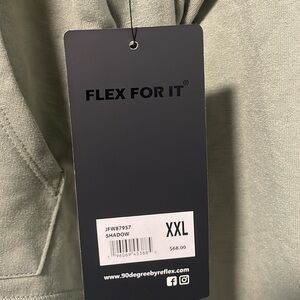 FLEX FOR IT®
JFW87957
SHADOW
XXL
$68.00
www.90degreebyreflex.com